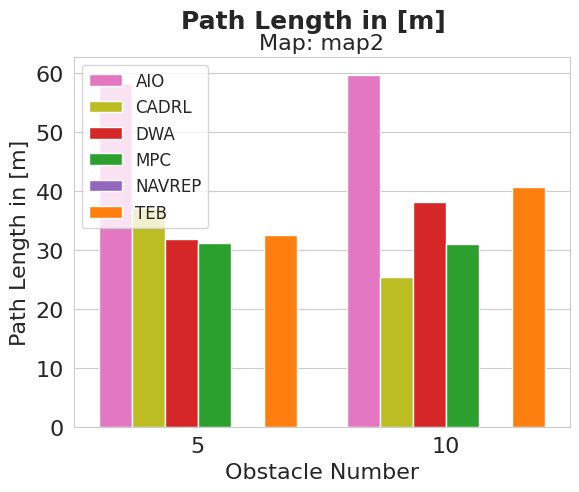 Path Length in [m]
Map: map2
Path Length in [m]
60
50
40
30
20
10
0
AIO
CADRL
DWA
MPC
NAVREP
TEB
5
10
Obstacle Number